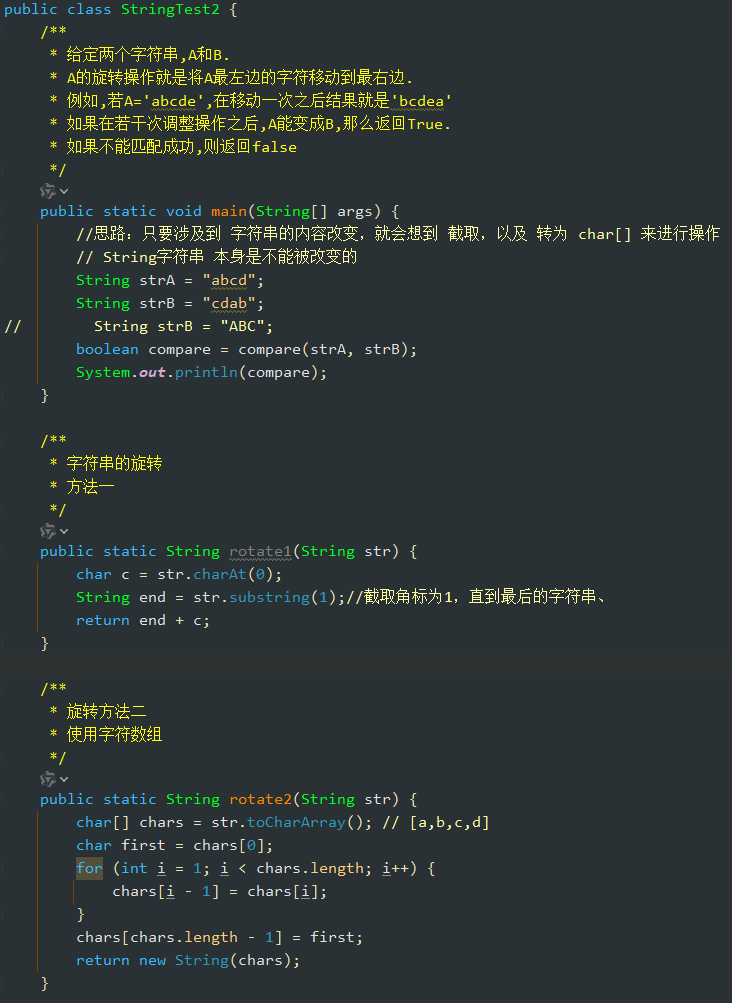 public class StringTest2 {
/**
* 给定两个字符串,A和B.
* A的旋转操作就是将A最左边的字符移动到最右边.
* 例如,若A='abcde',在移动一次之后结果就是'bcdea'
* 如果在若干次调整操作之后,A能变成B,那么返回True.
* 如果不能匹配成功,则返回false
*/
public static void main(String[] args) {
//思路：只要涉及到 字符串的内容改变，就会想到 截取，以及 转为 char[] 来进行操作
// String字符串 本身是不能被改变的
String strA = "abcd";
String strB = "cdab";
// String strB = "ABC";
boolean compare = compare(strA, strB);
System.out.println(compare);
}
/**
* 字符串的旋转
* 方法一
*/
public static String rotate1(String str) {
char c = str.charAt(0);
String end = str.substring(1);//截取角标为1，直到最后的字符串、
return end + c;
}
/**
* 旋转方法二
* 使用字符数组
*/
public static String rotate2(String str) {
char[] chars = str.toCharArray(); // [a,b,c,d]
char first = chars[0];
for (int i = 1; i < chars.length; i++) {
chars[i - 1] = chars[i];
}
chars[chars.length - 1] = first;
return new String(chars);
}